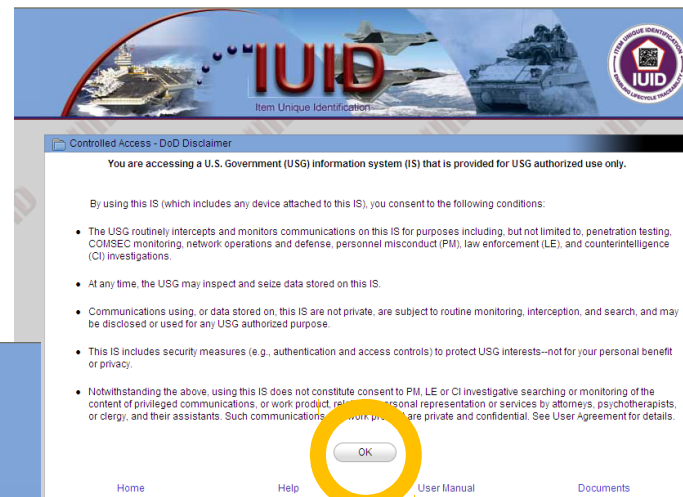 IUID
Item Unique Identification
ITEM UNIQUE IDENTIFICATION
IUID
ENABLING LIFECYCLE TRACEABILITY
Controlled Access - DoD Disclaimer
You are accessing a U.S. Government (USG) information system (IS) that is provided for USG authorized use only.
By using this IS (which includes any device attached to this IS), you consent to the following conditions:
The USG routinely intercepts and monitors communications on this IS for purposes including, but not limited to, penetration testing,
COMSEC monitoring, network operations and defense, personnel misconduct (PM), law enforcement (LE), and counterintelligence
(CI) investigations.
At any time, the USG may inspect and seize data stored on this IS.
Communications using, or data stored on, this IS are not private, are subject to routine monitoring, interception, and search, and may
be disclosed or used for any USG authorized purpose.
This IS includes security measures (e.g., authentication and access controls) to protect USG interests--not for your personal benefit
or privacy.
Notwithstanding the above, using this IS does not constitute consent to PM, LE or CI investigative searching or monitoring of the
content of privileged communications, or work product, personal representation or services by attorneys, psychotherapists,
or clergy, and their assistants. Such communications work are private and confidential. See User Agreement for details.
OK
Home Help User Manual Documents